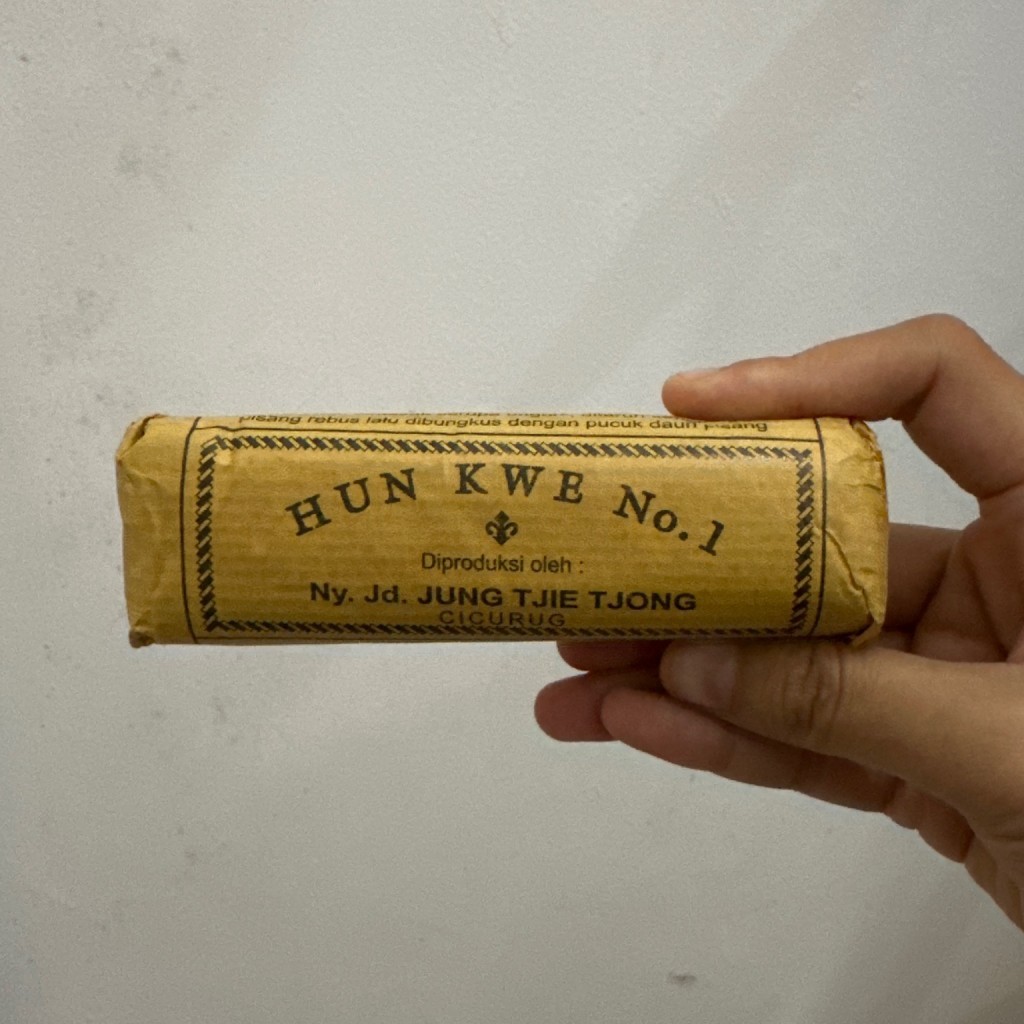 pisang rebus lalu dibungkus dengan pucuk daun pisang
HUN KWE No.1
Diproduksi oleh :
Ny. Jd. JUNG TJIE TJONG
CICURUG